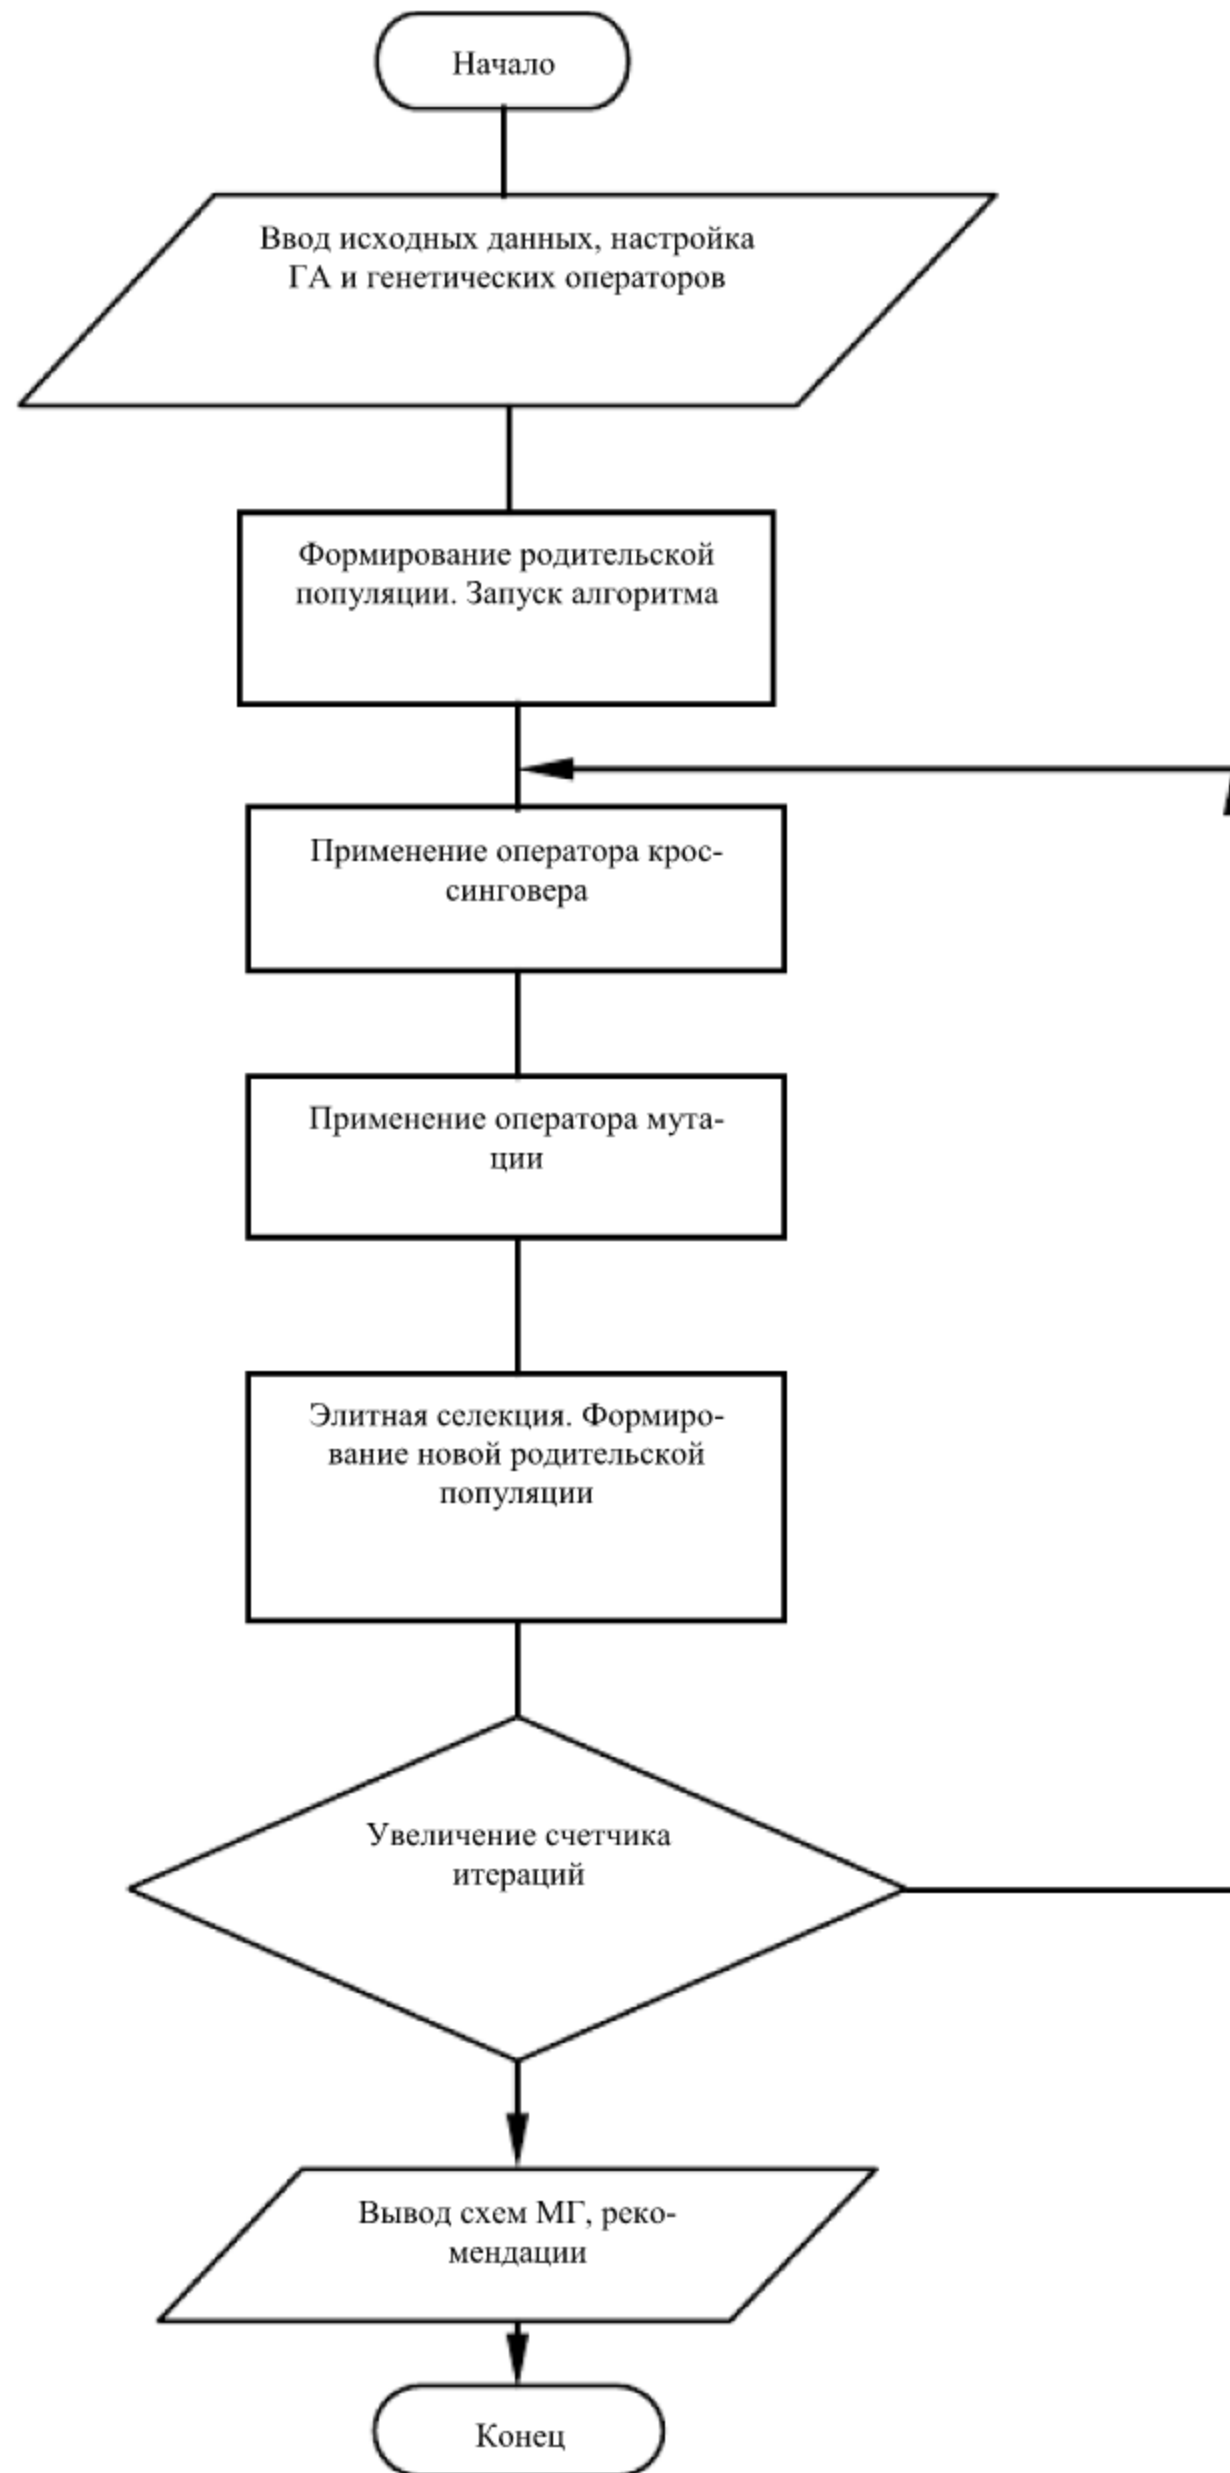 Начало
Ввод исходных данных, настройка
ГА и генетических операторов
Формирование родительской
популяции. Запуск алгоритма
Применение оператора крос-
синговера
Применение оператора мута-
ции
Элитная селекция. Формиро-
вание новой родительской
популяции
Увеличение счетчика
итераций
Вывод схем МГ, реко-
мендации
Конец